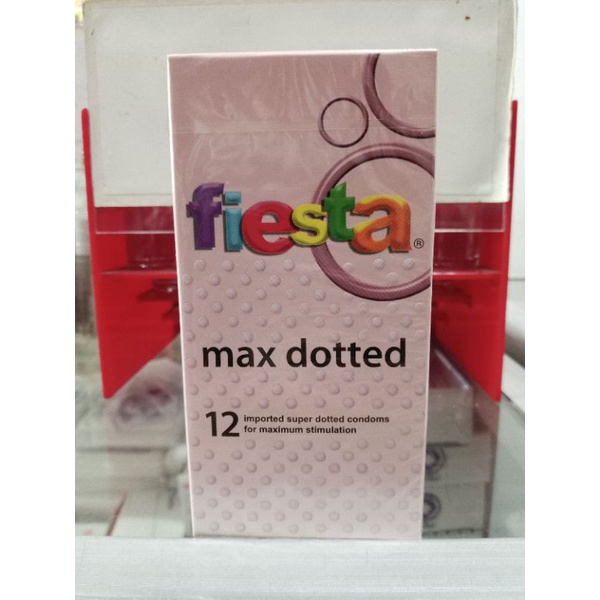 fiesta®
max dotted
12 imported super dotted condoms
for maximum stimulation